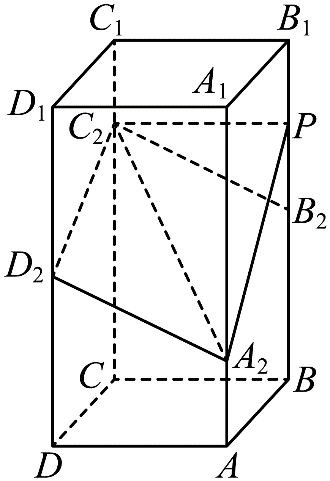 C₁ B₁
D₁ A₁
C₂ P
B₂
D₂
A₂
C B
D A